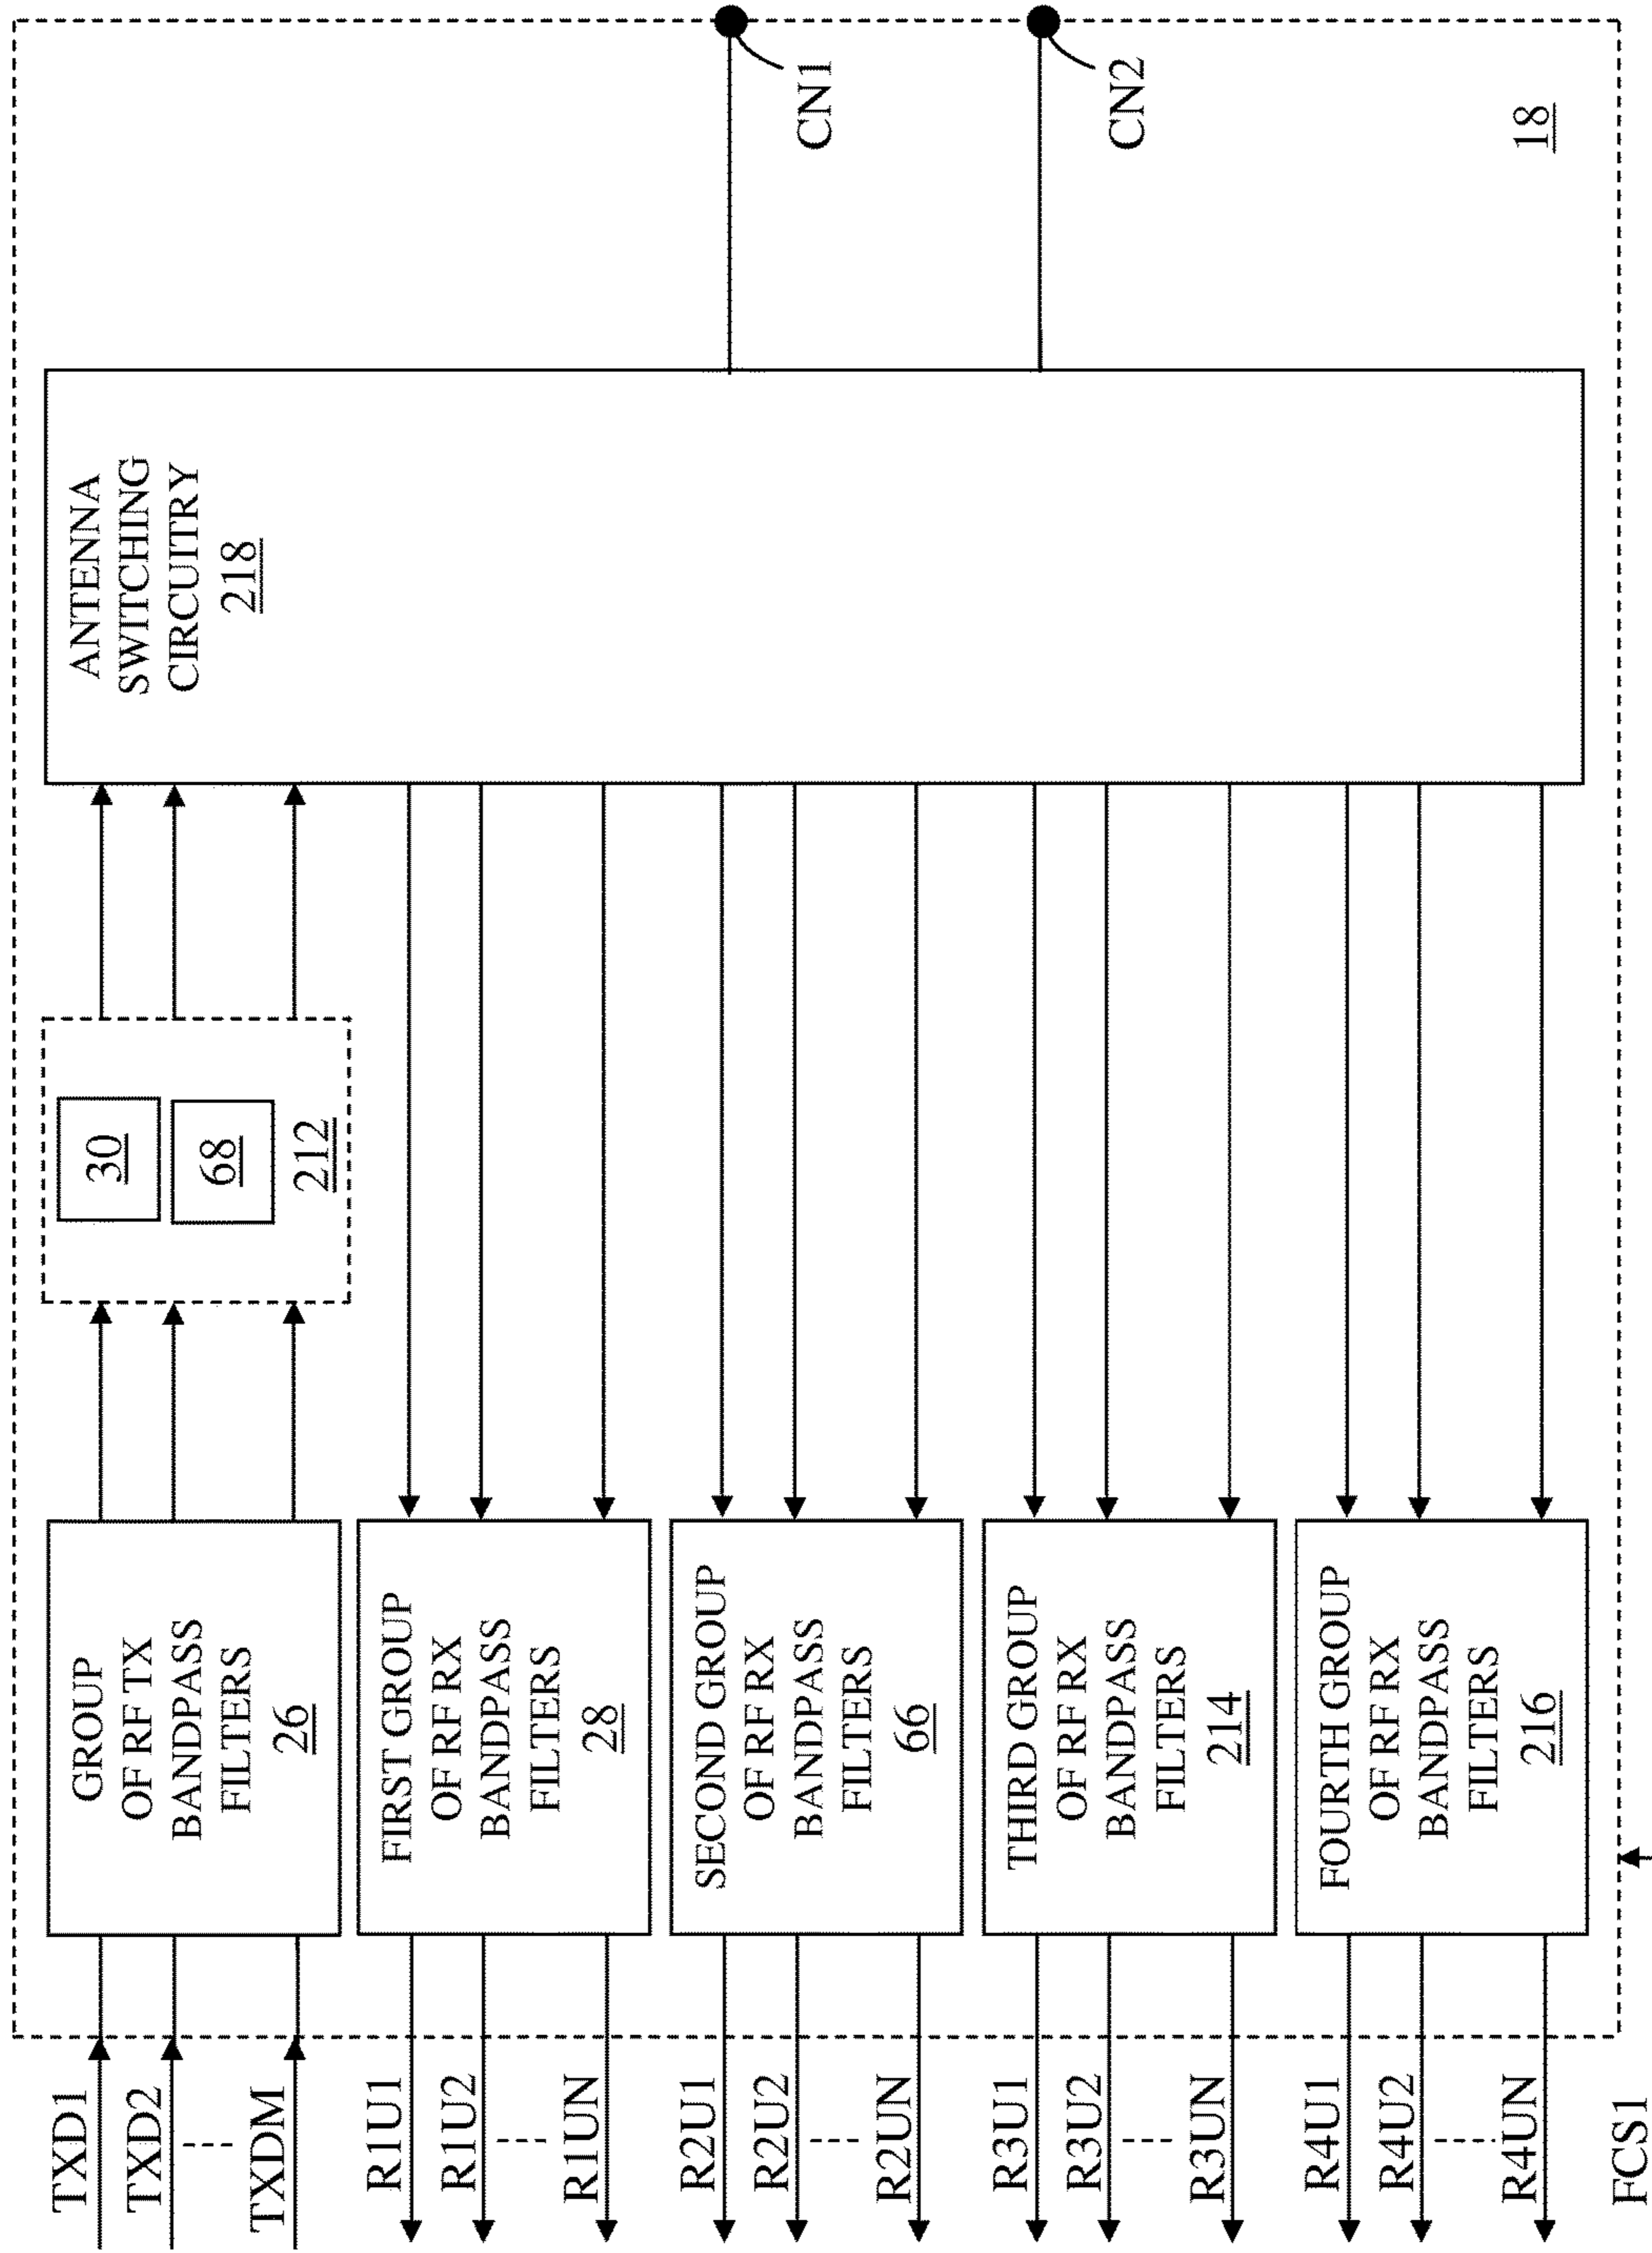 TXD1
TXD2
TXDM
R1U1
R1U2
R1UN
R2U1
R2U2
R2UN
R3U1
R3U2
R3UN
R4U1
R4U2
R4UN
FCS1
GROUP
OF RF TX
BANDPASS
FILTERS
26
FIRST GROUP
OF RF RX
BANDPASS
FILTERS
28
SECOND GROUP
OF RF RX
BANDPASS
FILTERS
66
THIRD GROUP
OF RF RX
BANDPASS
FILTERS
214
FOURTH GROUP
OF RF RX
BANDPASS
FILTERS
216
30
68
212
ANTENNA
SWITCHING
CIRCUITRY
218
CN1
CN2
18